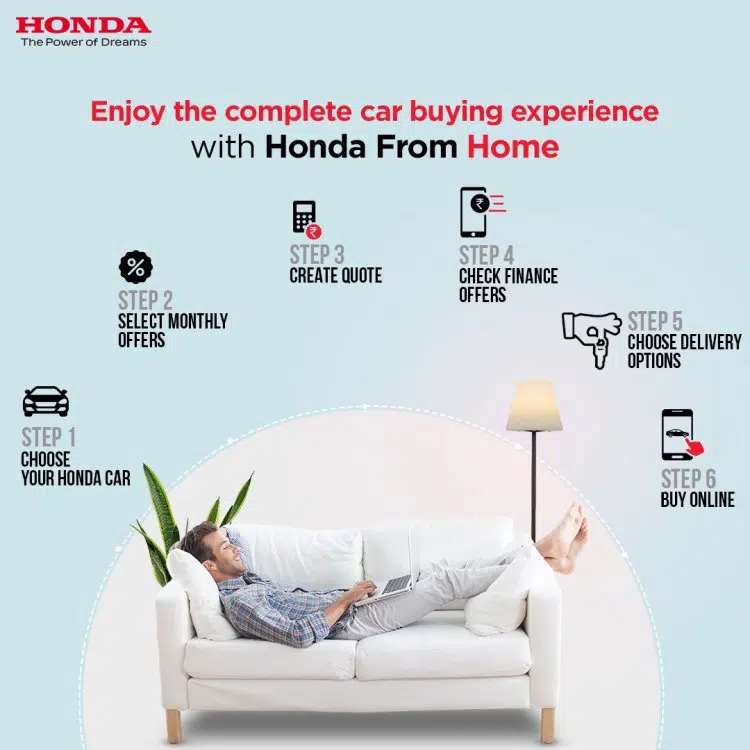 HONDA
The Power of Dreams
Enjoy the complete car buying experience
with Honda From Home
STEP 1
CHOOSE
YOUR HONDA CAR
%
STEP 2
SELECT MONTHLY
OFFERS
₹
STEP 3
CREATE QUOTE
₹
STEP 4
CHECK FINANCE
OFFERS
STEP 5
CHOOSE DELIVERY
OPTIONS
STEP 6
BUY ONLINE